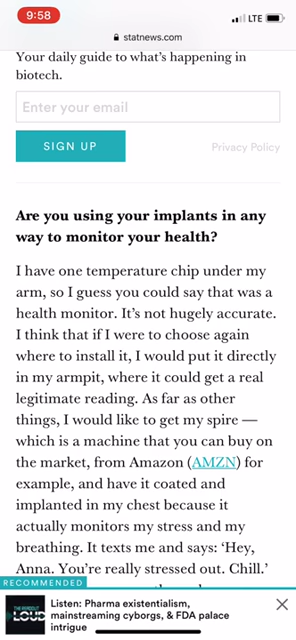 9:58
LTE
statnews.com
Your daily guide to what's happening in
biotech.
Enter your email
SIGN UP
Privacy Policy
Are you using your implants in any
way to monitor your health?
I have one temperature chip under my
arm, so I guess you could say that was a
health monitor. It's not hugely accurate.
I think that if I were to choose again
where to install it, I would put it directly
in my armpit, where it could get a real
legitimate reading. As far as other
things, I would like to get my spire —
which is a machine that you can buy on
the market, from Amazon (AMZN) for
example, and have it coated and
implanted in my chest because it
actually monitors my stress and my
breathing. It texts me and says: 'Hey,
Anna. You're really stressed out. Chill.'
RECOMMENDED
THE READOUT
LOUD
Listen: Pharma existentialism,
mainstreaming cyborgs, & FDA palace
intrigue